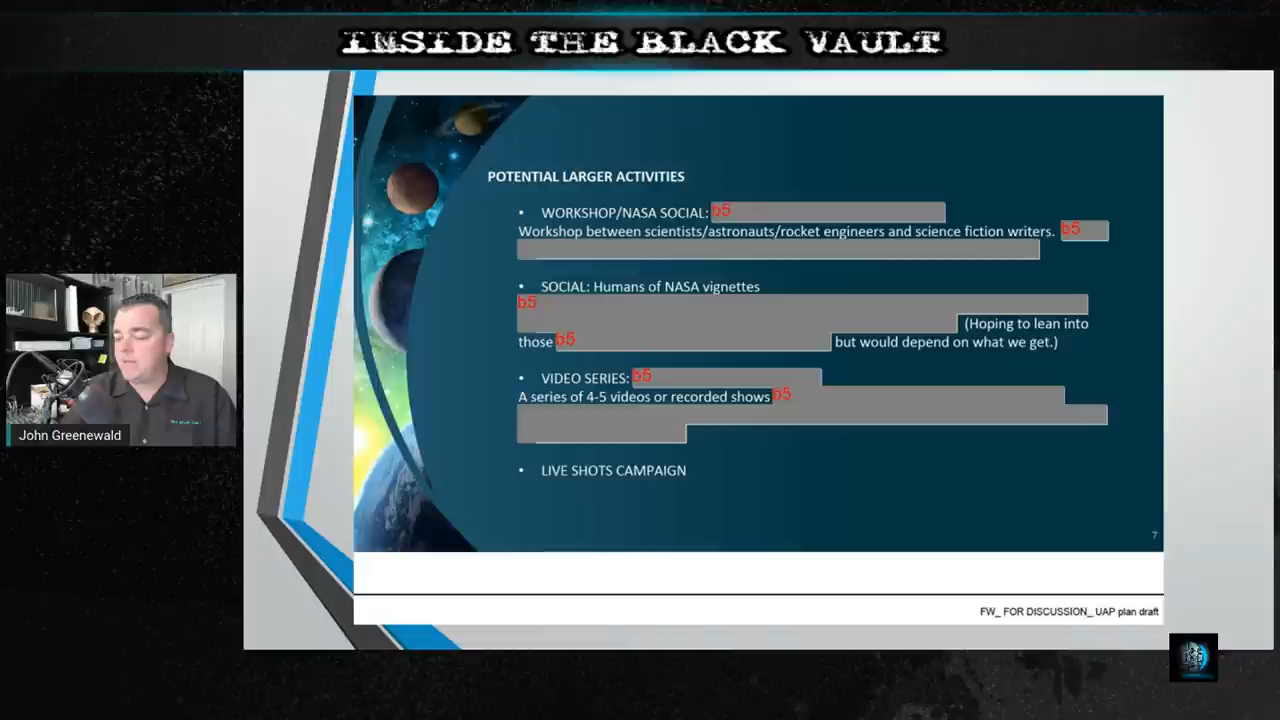 INSIDE THE BLACK VAULT
POTENTIAL LARGER ACTIVITIES
• WORKSHOP/NASA SOCIAL: b5
Workshop between scientists/astronauts/rocket engineers and science fiction writers. b5
• SOCIAL: Humans of NASA vignettes
b5
(Hoping to lean into
those b5 but would depend on what we get.)
• VIDEO SERIES: b5
A series of 4-5 videos or recorded shows b5
• LIVE SHOTS CAMPAIGN
7
FW_ FOR DISCUSSION_ UAP plan draft
John Greenewald